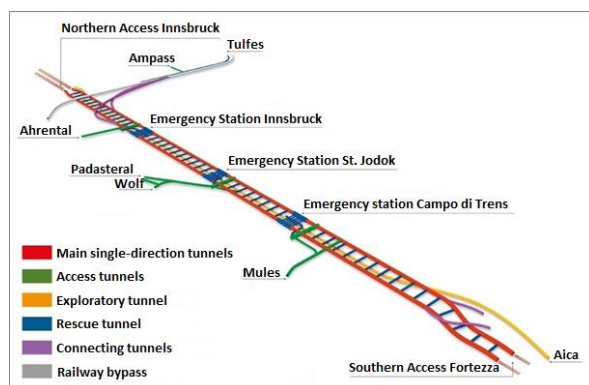 Northern Access Innsbruck
Tulfes
Ampass
Ahrental
Emergency Station Innsbruck
Padasteral
Wolf
Emergency Station St. Jodok
Emergency station Campo di Trens
Mules
Main single-direction tunnels
Access tunnels
Exploratory tunnel
Rescue tunnel
Connecting tunnels
Railway bypass
Aica
Southern Access Fortezza